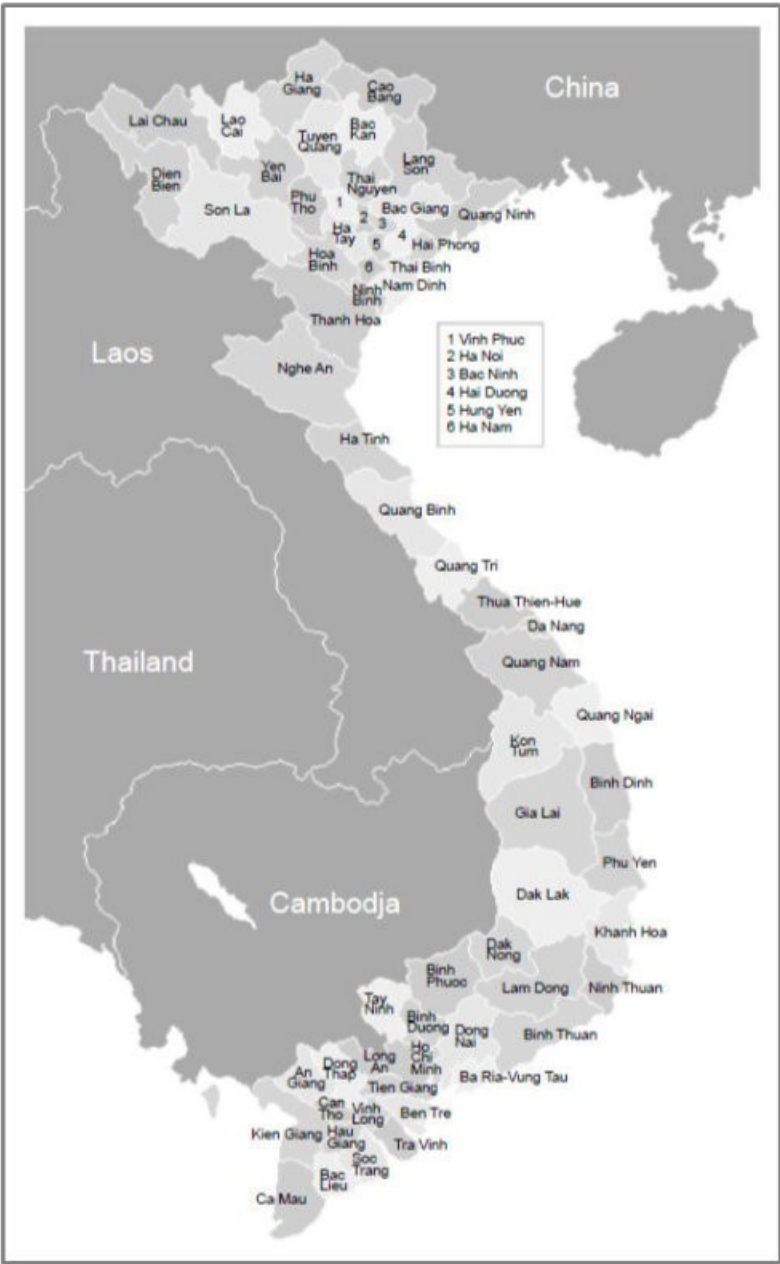 China
Ha
Giang
Cao
Bang
Lai Chau
Lao
Cai
Tuyen
Quang
Bac
Kan
Lang
Son
Dien
Bien
Yen
Bai
Thai
Nguyen
Son La
Phu
Tho
1
Bac Giang
Quang Ninh
2
3
Ha
Tay
4
5
Hai Phong
Hoa
Binh
6
Thai Binh
Nam Dinh
Ninh
Binh
Thanh Hoa
Laos
1 Vinh Phuc
2 Ha Noi
3 Bac Ninh
4 Hai Duong
5 Hung Yen
6 Ha Nam
Nghe An
Ha Tinh
Quang Binh
Quang Tri
Thua Thien-Hue
Da Nang
Thailand
Quang Nam
Quang Ngai
Kon
Tum
Binh Dinh
Gia Lai
Phu Yen
Dak Lak
Cambodja
Khanh Hoa
Dak
Nong
Binh
Phuoc
Lam Dong
Ninh Thuan
Tay
Ninh
Binh
Duong
Dong
Nai
Binh Thuan
Ho
Chi
Minh
Long
An
Dong
Thap
An
Giang
Ba Ria-Vung Tau
Tien Giang
Can
Tho
Vinh
Long
Ben Tre
Kien Giang
Hau
Giang
Tra Vinh
Soc
Trang
Bac
Lieu
Ca Mau